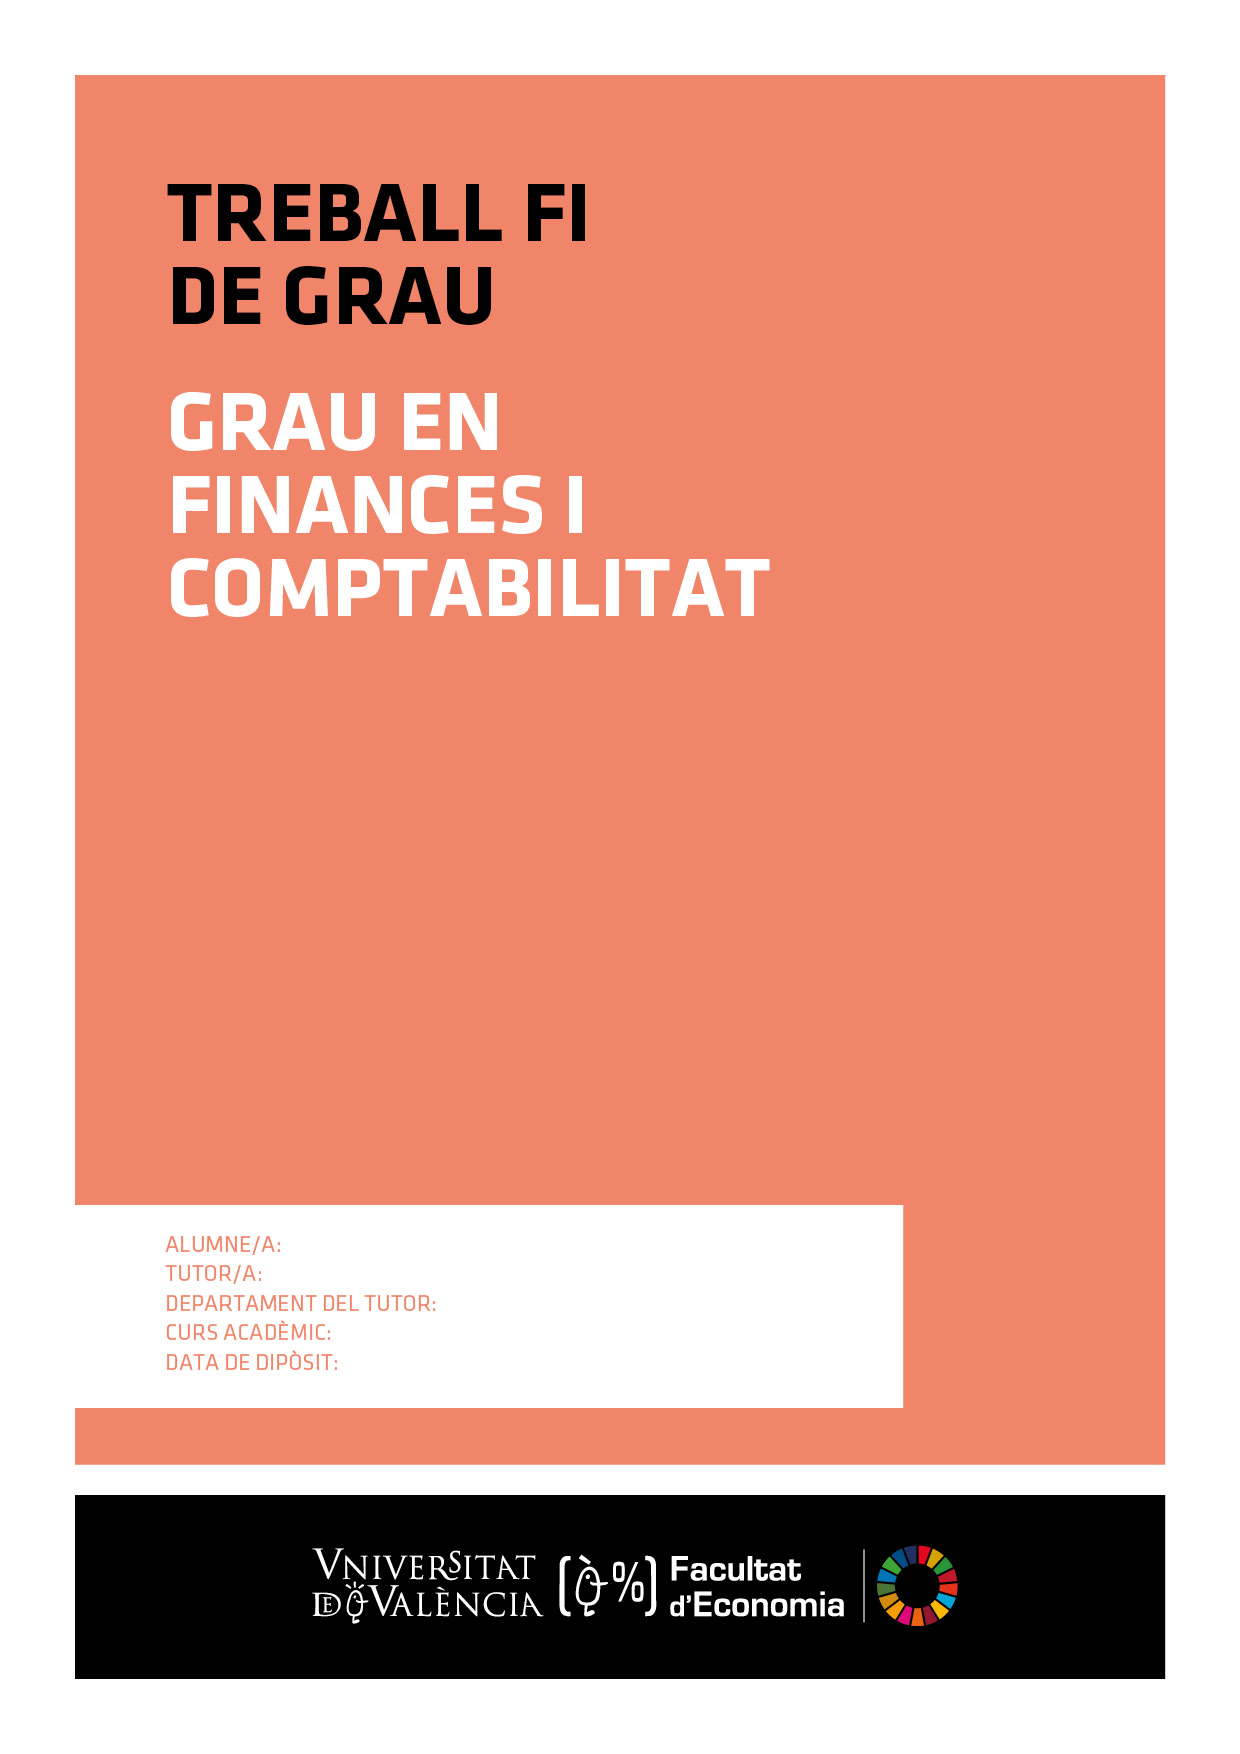 TREBALL FI
DE GRAU
GRAU EN
FINANCES I
COMPTABILITAT
ALUMNE/A:
TUTOR/A:
DEPARTAMENT DEL TUTOR:
CURS ACADÈMIC:
DATA DE DIPÒSIT:
VNIVERSITAT
DE VALÈNCIA
[%]
Facultat
d'Economia